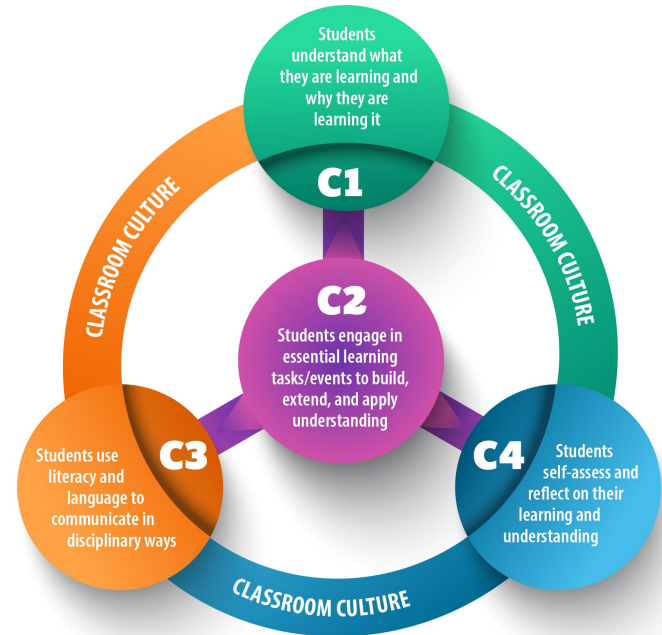 Students
understand what
they are learning and
why they are
learning it
C1
CLASSROOM CULTURE
CLASSROOM CULTURE
C2
Students engage in
essential learning
tasks/events to build,
extend, and apply
understanding
C3
Students use
literacy and
language to
communicate in
disciplinary ways
C4
Students
self-assess and
reflect on their
learning and
understanding
CLASSROOM CULTURE